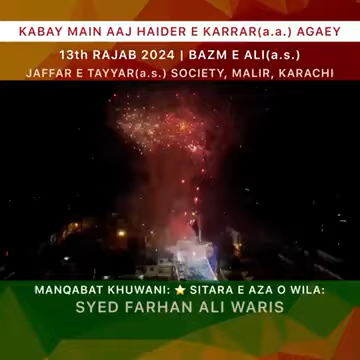 KABAY MAIN AAJ HAIDER E KARRAR(a.a.) AGAEY
13th RAJAB 2024 | BAZM E ALI(a.s.)
JAFFAR E TAYYAR(a.s.) SOCIETY, MALIR, KARACHI
MANQABAT KHUWANI: ⭐ SITARA E AZA O WILA:
SYED FARHAN ALI WARIS